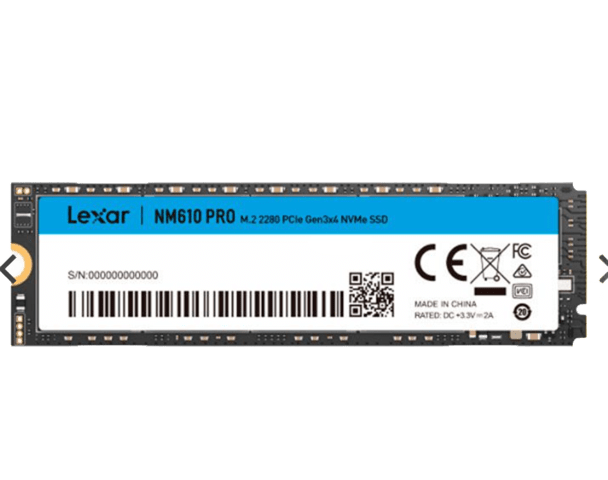 Lexar | NM610 PRO M.2 2280 PCIe Gen3x4 NVMe SSD
S/N:000000000000
CE FC
MADE IN CHINA
RATED: DC +3.3V⎓2A
20